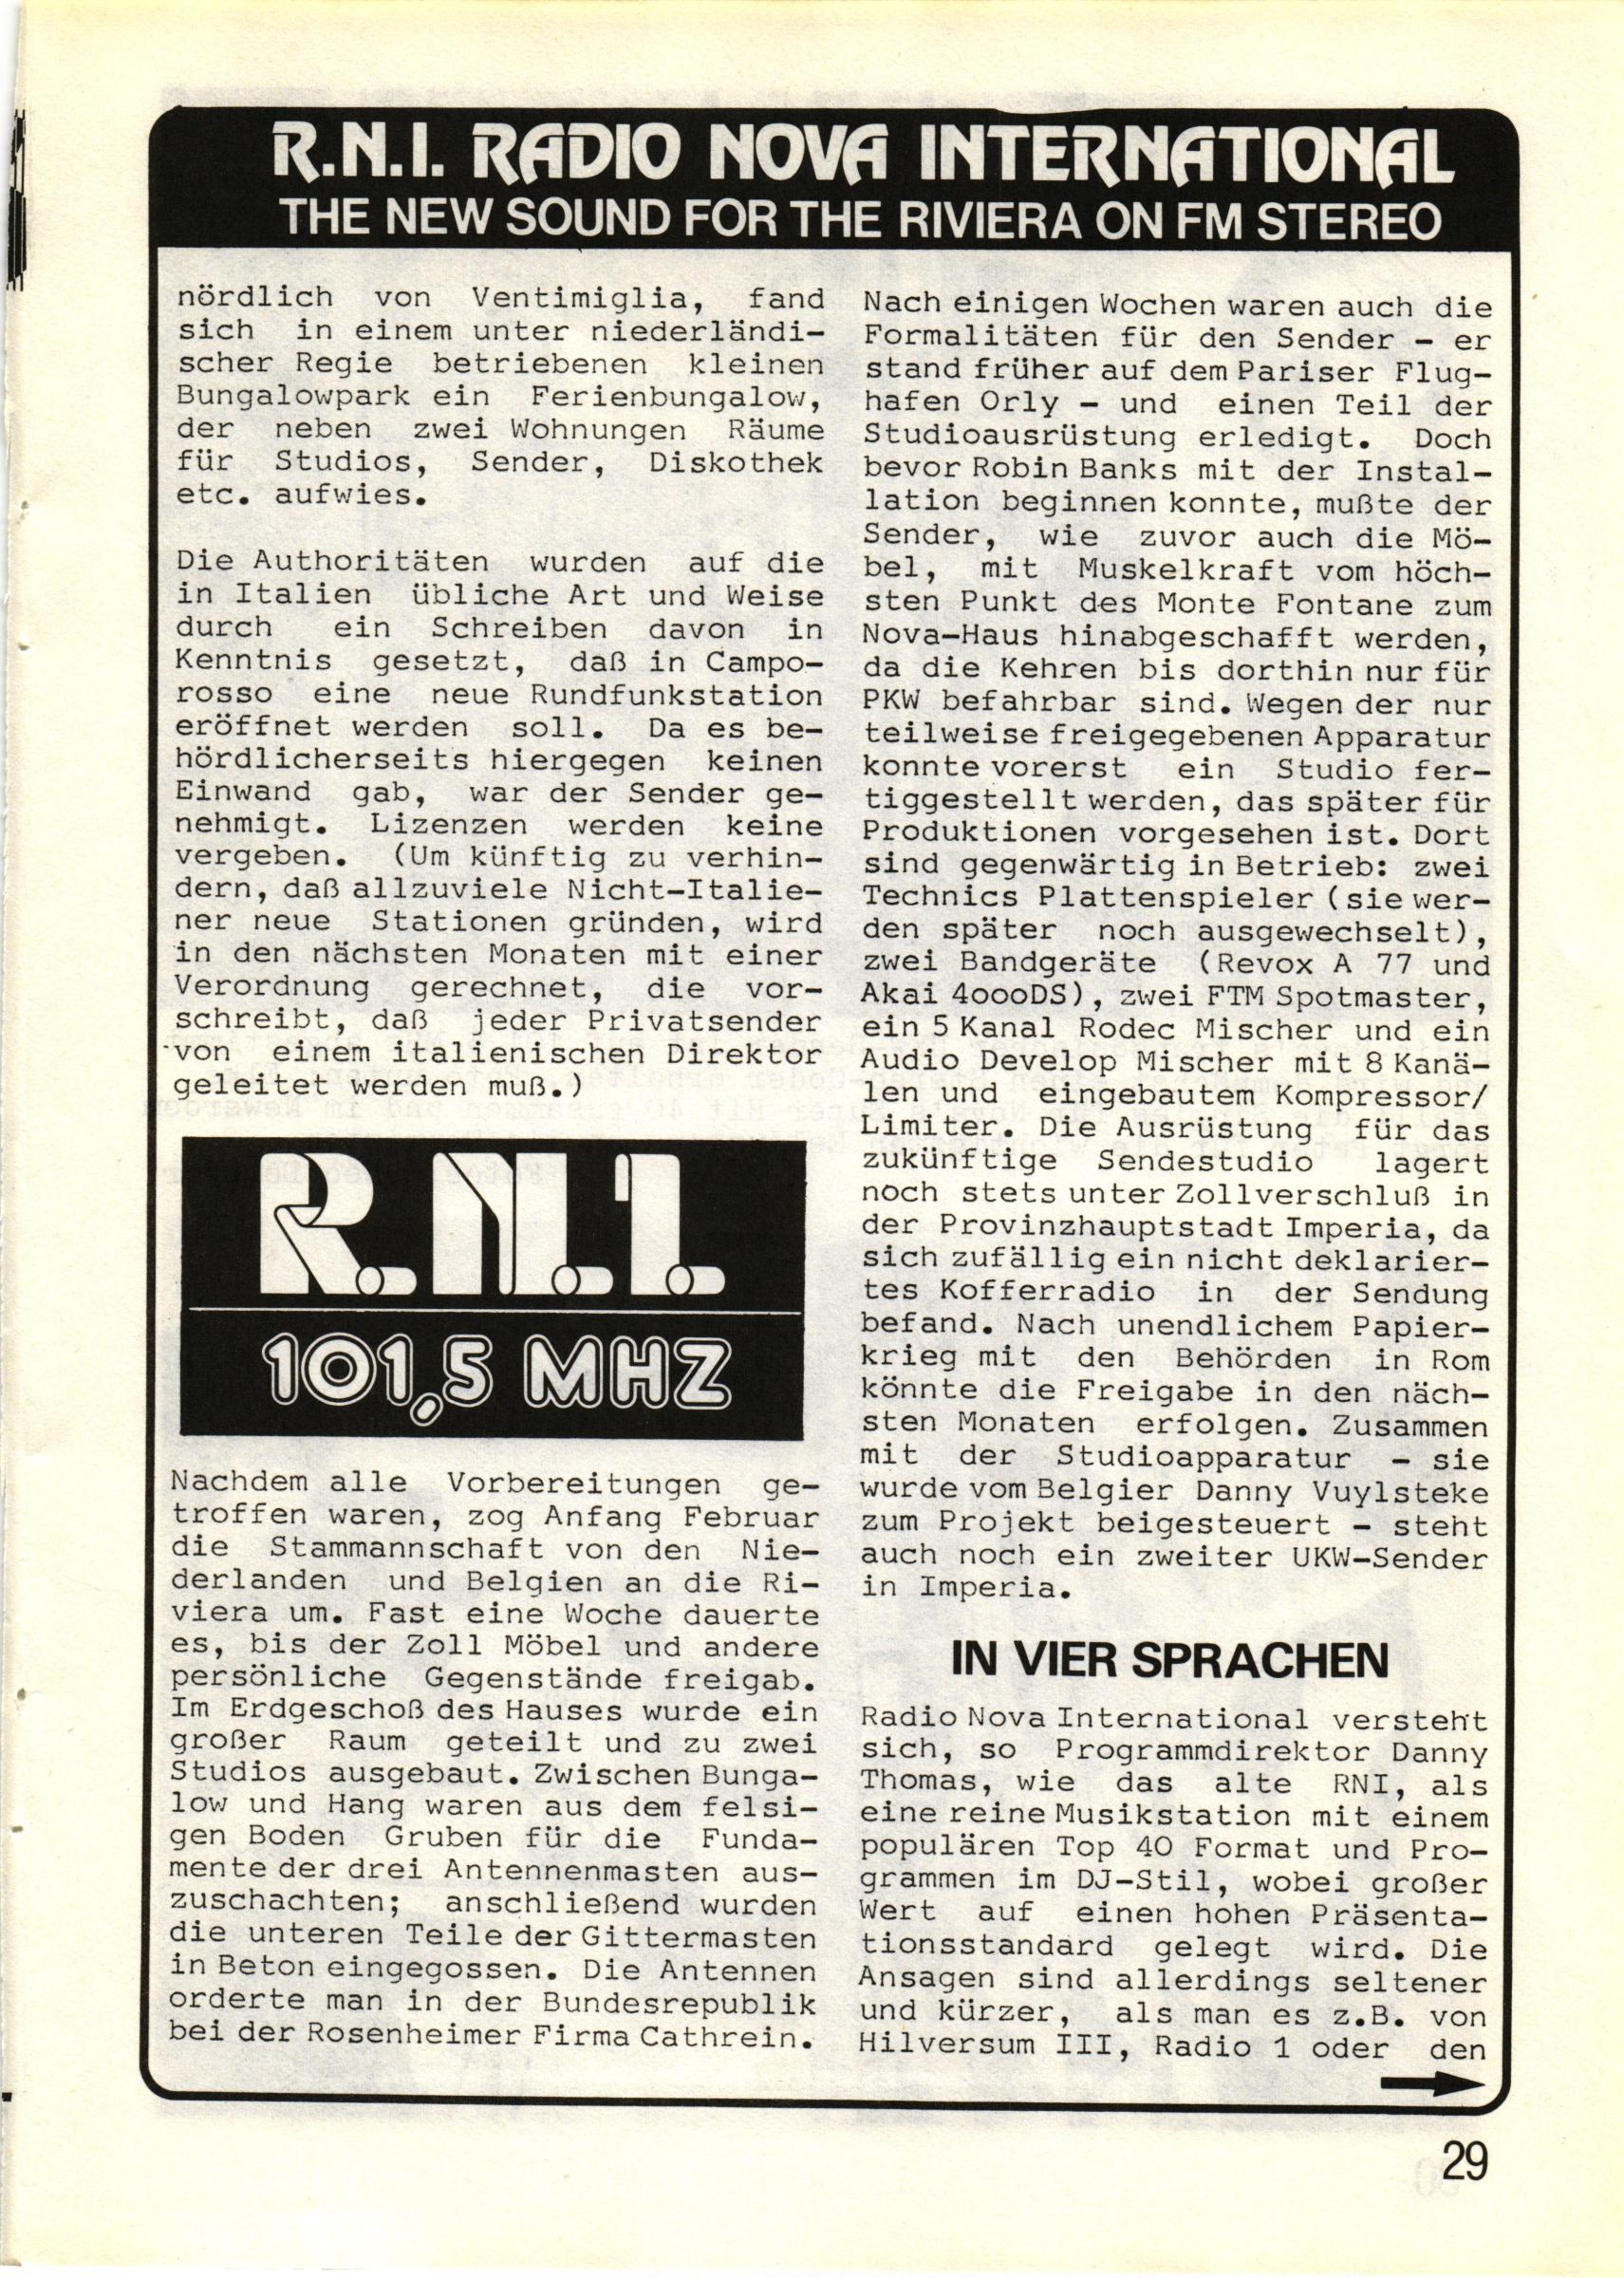 R.N.I. RADIO NOVA INTERNATIONAL
THE NEW SOUND FOR THE RIVIERA ON FM STEREO
nördlich von Ventimiglia, fand
sich in einem unter niederländi-
scher Regie betriebenen kleinen
Bungalowpark ein Ferienbungalow,
der neben zwei Wohnungen Räume
für Studios, Sender, Diskothek
etc. aufwies.
Die Authoritäten wurden auf die
in Italien übliche Art und Weise
durch ein Schreiben davon in
Kenntnis gesetzt, daß in Campo-
rosso eine neue Rundfunkstation
eröffnet werden soll. Da es be-
hördlicherseits hiergegen keinen
Einwand gab, war der Sender ge-
nehmigt. Lizenzen werden keine
vergeben. (Um künftig zu verhin-
dern, daß allzuviele Nicht-Italie-
ner neue Stationen gründen, wird
in den nächsten Monaten mit einer
Verordnung gerechnet, die vor-
schreibt, daß jeder Privatsender
von einem italienischen Direktor
geleitet werden muß.)
R.N.I.
101,5 MHZ
Nachdem alle Vorbereitungen ge-
troffen waren, zog Anfang Februar
die Stammannschaft von den Nie-
derlanden und Belgien an die Ri-
viera um. Fast eine Woche dauerte
es, bis der Zoll Möbel und andere
persönliche Gegenstände freigab.
Im Erdgeschoß des Hauses wurde ein
großer Raum geteilt und zu zwei
Studios ausgebaut. Zwischen Bunga-
low und Hang waren aus dem felsi-
gen Boden Gruben für die Funda-
mente der drei Antennenmasten aus-
zuschachten; anschließend wurden
die unteren Teile der Gittermasten
in Beton eingegossen. Die Antennen
orderte man in der Bundesrepublik
bei der Rosenheimer Firma Cathrein.
Nach einigen Wochen waren auch die
Formalitäten für den Sender - er
stand früher auf dem Pariser Flug-
hafen Orly - und einen Teil der
Studioausrüstung erledigt. Doch
bevor Robin Banks mit der Instal-
lation beginnen konnte, mußte der
Sender, wie zuvor auch die Mö-
bel, mit Muskelkraft vom höch-
sten Punkt des Monte Fontane zum
Nova-Haus hinabgeschafft werden,
da die Kehren bis dorthin nur für
PKW befahrbar sind. Wegen der nur
teilweise freigegebenen Apparatur
konnte vorerst ein Studio fer-
tiggestellt werden, das später für
Produktionen vorgesehen ist. Dort
sind gegenwärtig in Betrieb: zwei
Technics Plattenspieler (sie wer-
den später noch ausgewechselt),
zwei Bandgeräte (Revox A 77 und
Akai 4oooDS), zwei FTM Spotmaster,
ein 5 Kanal Rodec Mischer und ein
Audio Develop Mischer mit 8 Kanä-
len und eingebautem Kompressor/
Limiter. Die Ausrüstung für das
zukünftige Sendestudio lagert
noch stets unter Zollverschluß in
der Provinzhauptstadt Imperia, da
sich zufällig ein nicht deklarier-
tes Kofferradio in der Sendung
befand. Nach unendlichem Papier-
krieg mit den Behörden in Rom
könnte die Freigabe in den näch-
sten Monaten erfolgen. Zusammen
mit der Studioapparatur - sie
wurde vom Belgier Danny Vuylsteke
zum Projekt beigesteuert - steht
auch noch ein zweiter UKW-Sender
in Imperia.
IN VIER SPRACHEN
Radio Nova International versteht
sich, so Programmdirektor Danny
Thomas, wie das alte RNI, als
eine reine Musikstation mit einem
populären Top 40 Format und Pro-
grammen im DJ-Stil, wobei großer
Wert auf einen hohen Präsenta-
tionsstandard gelegt wird. Die
Ansagen sind allerdings seltener
und kürzer, als man es z.B. von
Hilversum III, Radio 1 oder den
29